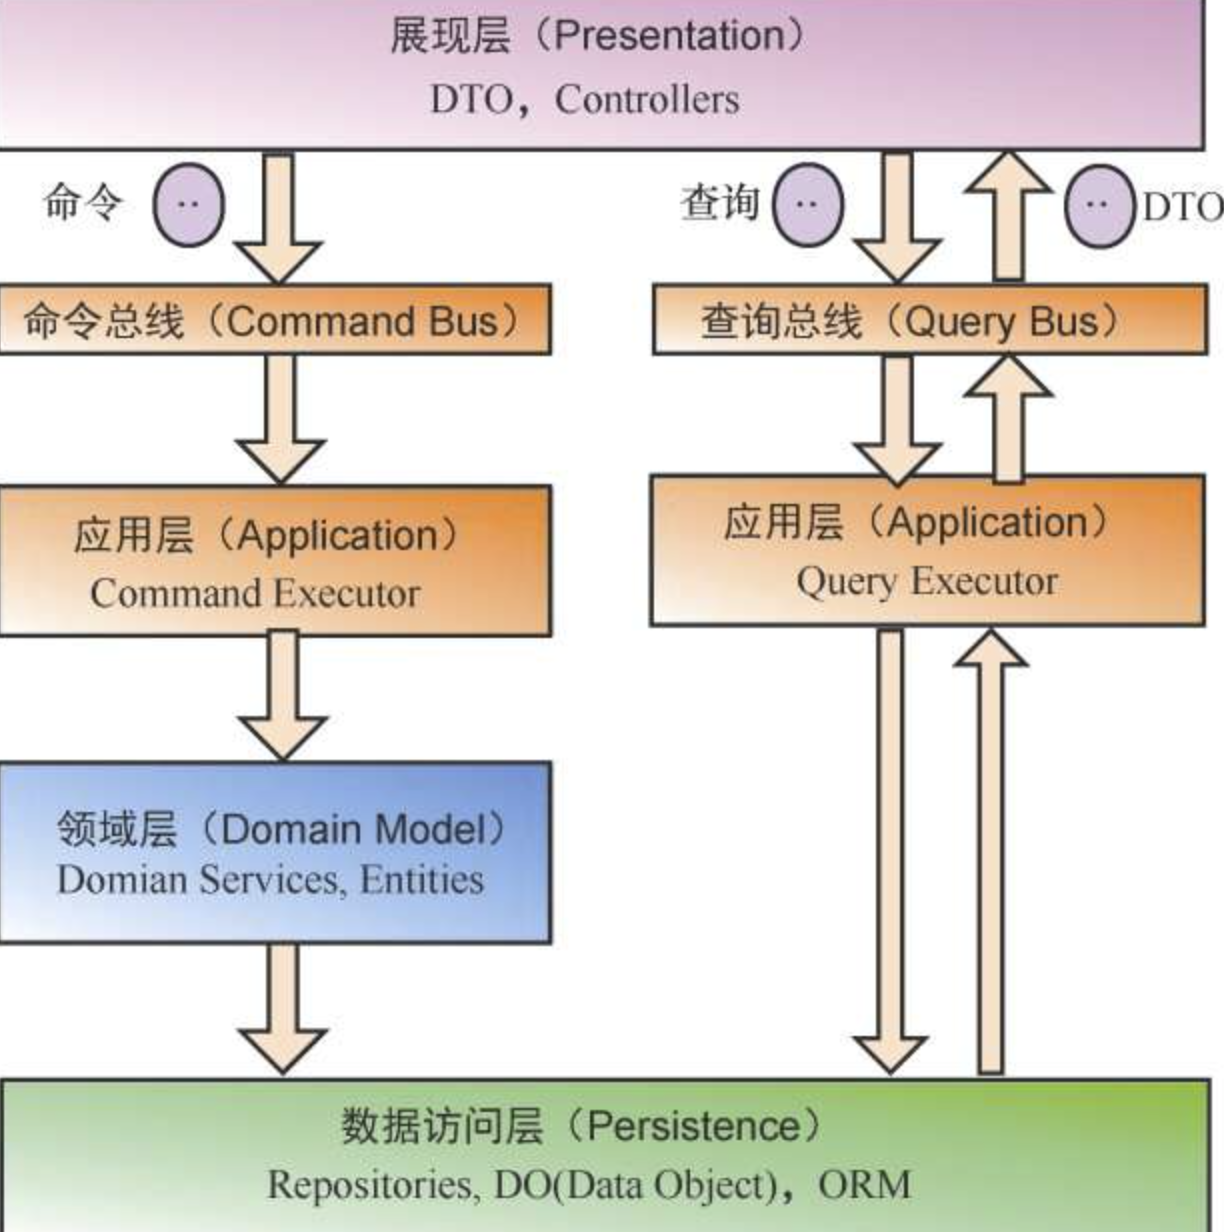 展现层（Presentation）
DTO，Controllers
命令
查询
DTO
命令总线（Command Bus）
查询总线（Query Bus）
应用层（Application）
Command Executor
应用层（Application）
Query Executor
领域层（Domain Model）
Domian Services, Entities
数据访问层（Persistence）
Repositories, DO(Data Object)，ORM